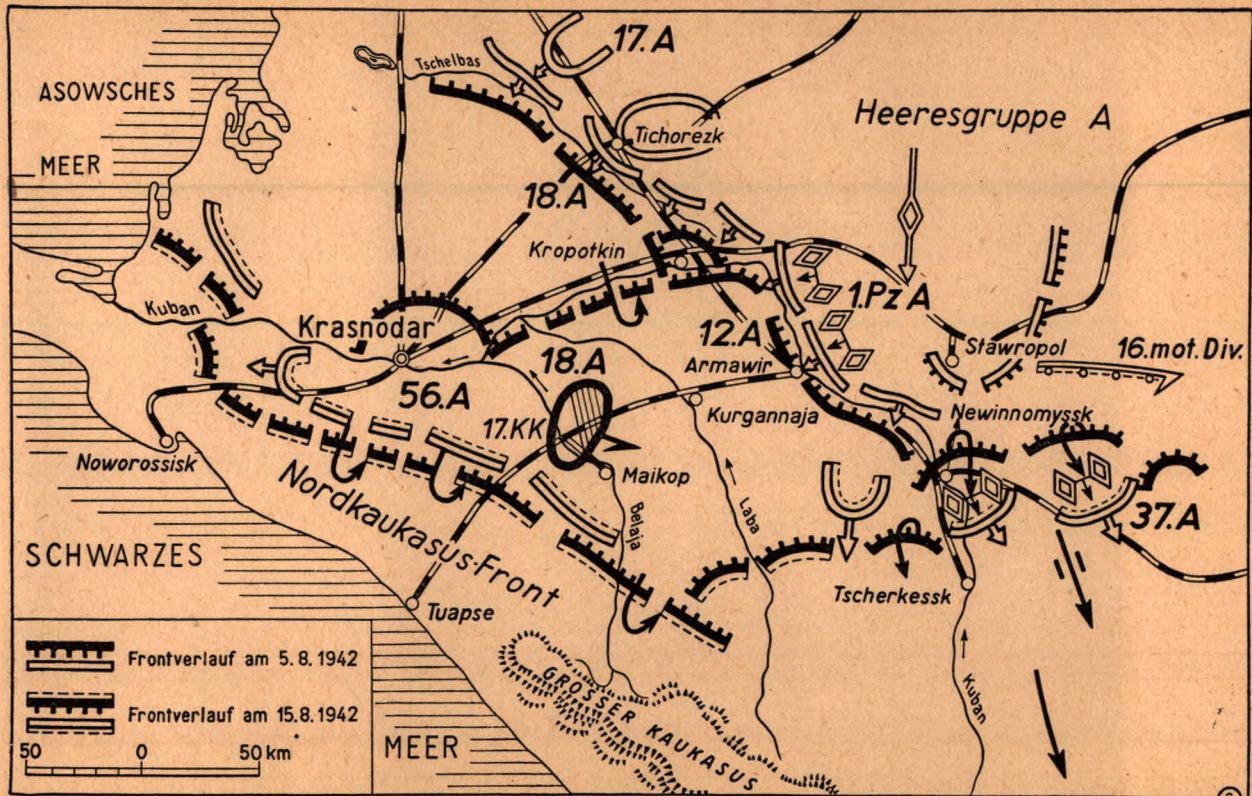 17.A
Tschelbas
ASOWSCHES
MEER
Tichorezk
Heeresgruppe A
18.A
Kropotkin
1.Pz A
Kuban
Krasnodar
12.A
Stawropol
16.mot. Div.
18.A
Armawir
56.A
Kurgannaja
Newinnomyssk
17.KK
Noworossisk
Maikop
Nordkaukasus-Front
Belaja
Laba
37.A
SCHWARZES
Tscherkessk
Tuapse
Frontverlauf am 5.8.1942
Frontverlauf am 15.8.1942
GROSSER KAUKASUS
Kuban
50 0 50 km
MEER